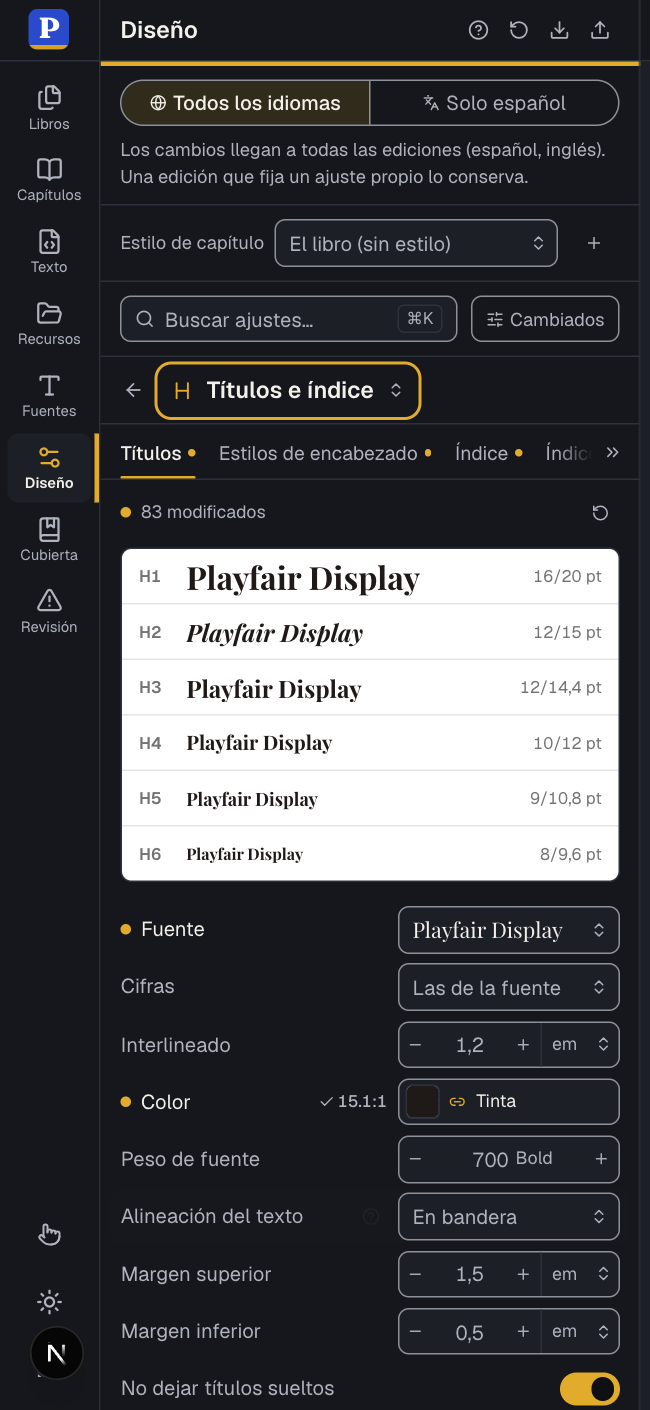 P
Diseño
Libros
Capítulos
Texto
Recursos
Fuentes
Diseño
Cubierta
Revisión
N
Todos los idiomas
Solo español
Los cambios llegan a todas las ediciones (español, inglés).
Una edición que fija un ajuste propio lo conserva.
Estilo de capítulo El libro (sin estilo) +
Buscar ajustes... ⌘K Cambiados
H Títulos e índice
Títulos Estilos de encabezado Índice Índic
83 modificados
H1 Playfair Display 16/20 pt
H2 Playfair Display 12/15 pt
H3 Playfair Display 12/14,4 pt
H4 Playfair Display 10/12 pt
H5 Playfair Display 9/10,8 pt
H6 Playfair Display 8/9,6 pt
Fuente Playfair Display
Cifras Las de la fuente
Interlineado − 1,2 + em
Color ✓ 15.1:1 Tinta
Peso de fuente − 700 Bold +
Alineación del texto En bandera
Margen superior − 1,5 + em
Margen inferior − 0,5 + em
No dejar títulos sueltos